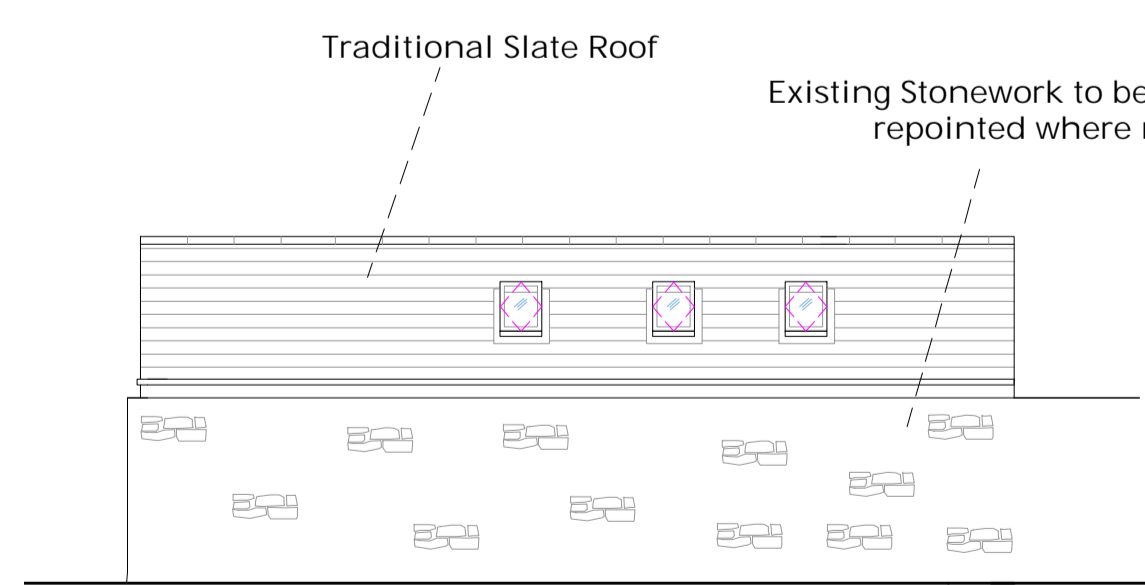 Traditional Slate Roof
Existing Stonework to be
repointed where